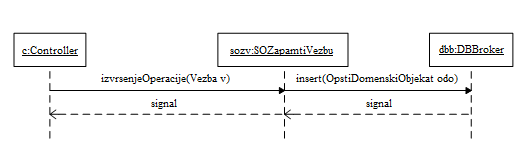 c:Controller
sozv:SOZapamtiVezbu
dbb:DBBroker
izvrsenjeOperacije(Vezba v)
insert(OpstiDomenskiObjekat odo)
signal
signal